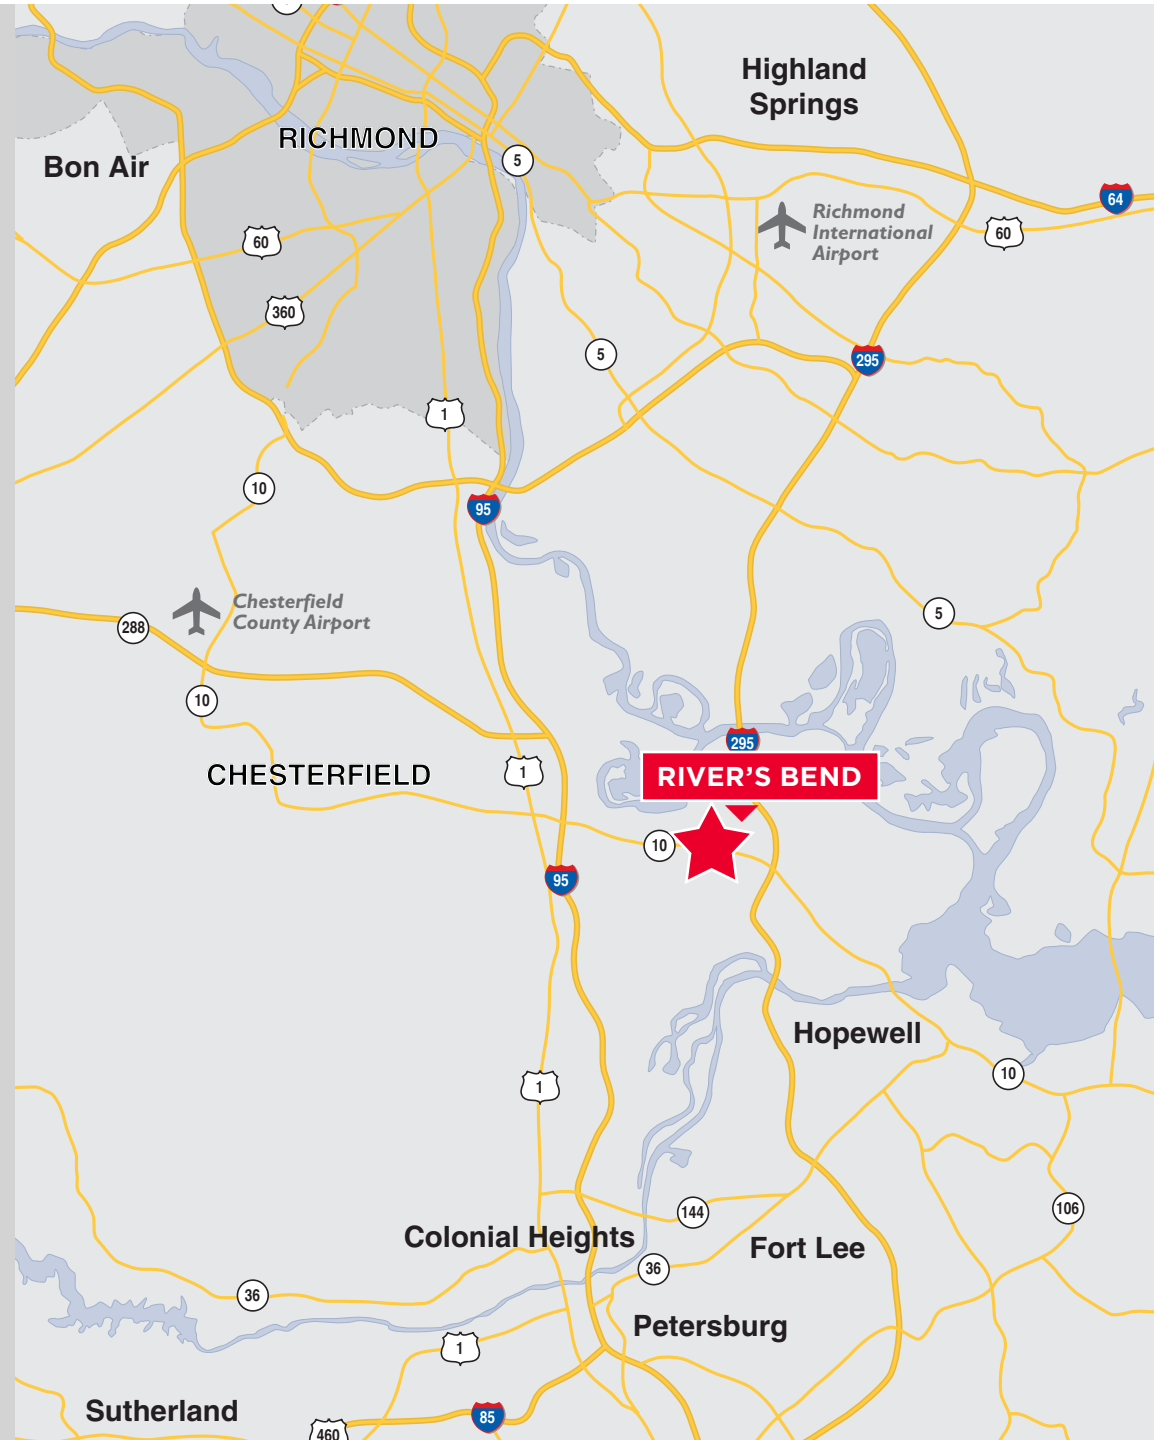 Highland
Springs
RICHMOND
Bon Air
5
64
Richmond
International
Airport
60
60
360
5
295
1
10
95
Chesterfield
County Airport
288
5
10
295
CHESTERFIELD
1
RIVER'S BEND
10
95
Hopewell
10
1
144
106
Colonial Heights
Fort Lee
36
36
Petersburg
1
Sutherland
85
460